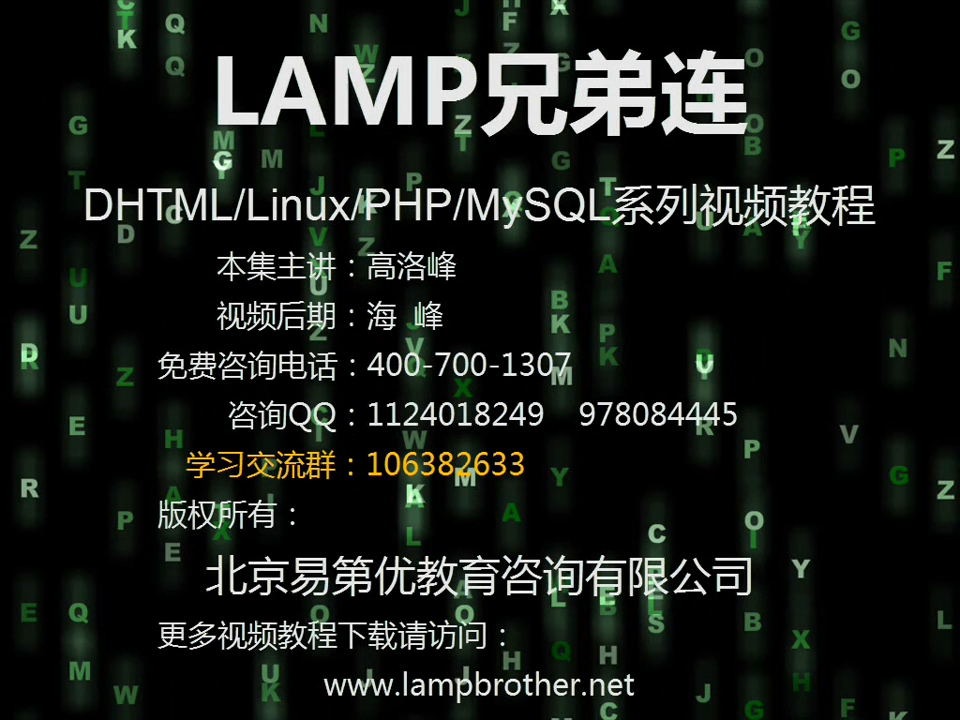 LAMP兄弟连
DHTML/Linux/PHP/MySQL系列视频教程
本集主讲：高洛峰
视频后期：海 峰
免费咨询电话：400-700-1307
咨询QQ：1124018249 978084445
学习交流群：106382633
版权所有：
北京易第优教育咨询有限公司
更多视频教程下载请访问：
www.lampbrother.net